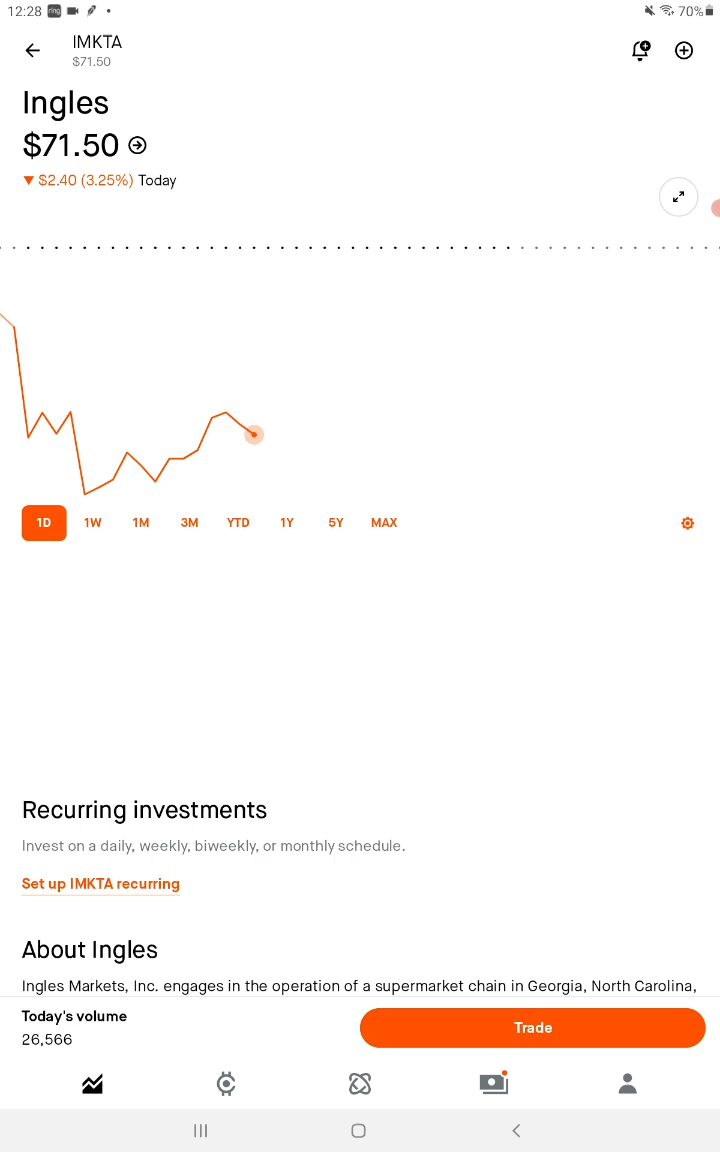 12:28 ring 70%
IMKTA
$71.50
Ingles
$71.50
▼ $2.40 (3.25%) Today
1D 1W 1M 3M YTD 1Y 5Y MAX
Recurring investments
Invest on a daily, weekly, biweekly, or monthly schedule.
Set up IMKTA recurring
About Ingles
Ingles Markets, Inc. engages in the operation of a supermarket chain in Georgia, North Carolina,
Today's volume
26,566
Trade